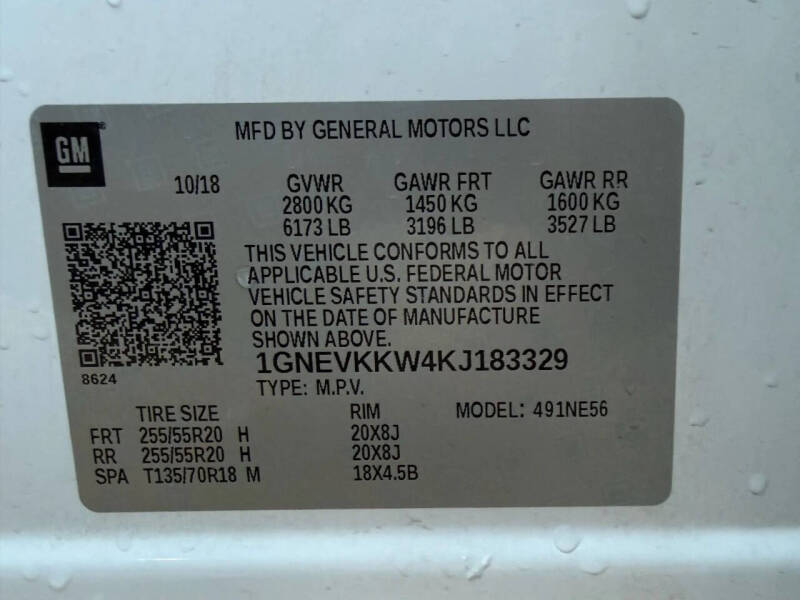 GM
MFD BY GENERAL MOTORS LLC
10/18 GVWR GAWR FRT GAWR RR
2800 KG 1450 KG 1600 KG
6173 LB 3196 LB 3527 LB
THIS VEHICLE CONFORMS TO ALL
APPLICABLE U.S. FEDERAL MOTOR
VEHICLE SAFETY STANDARDS IN EFFECT
ON THE DATE OF MANUFACTURE
SHOWN ABOVE.
1GNEVKKW4KJ183329
8624
TYPE: M.P.V.
TIRE SIZE RIM MODEL: 491NE56
FRT 255/55R20 H 20X8J
RR 255/55R20 H 20X8J
SPA T135/70R18 M 18X4.5B